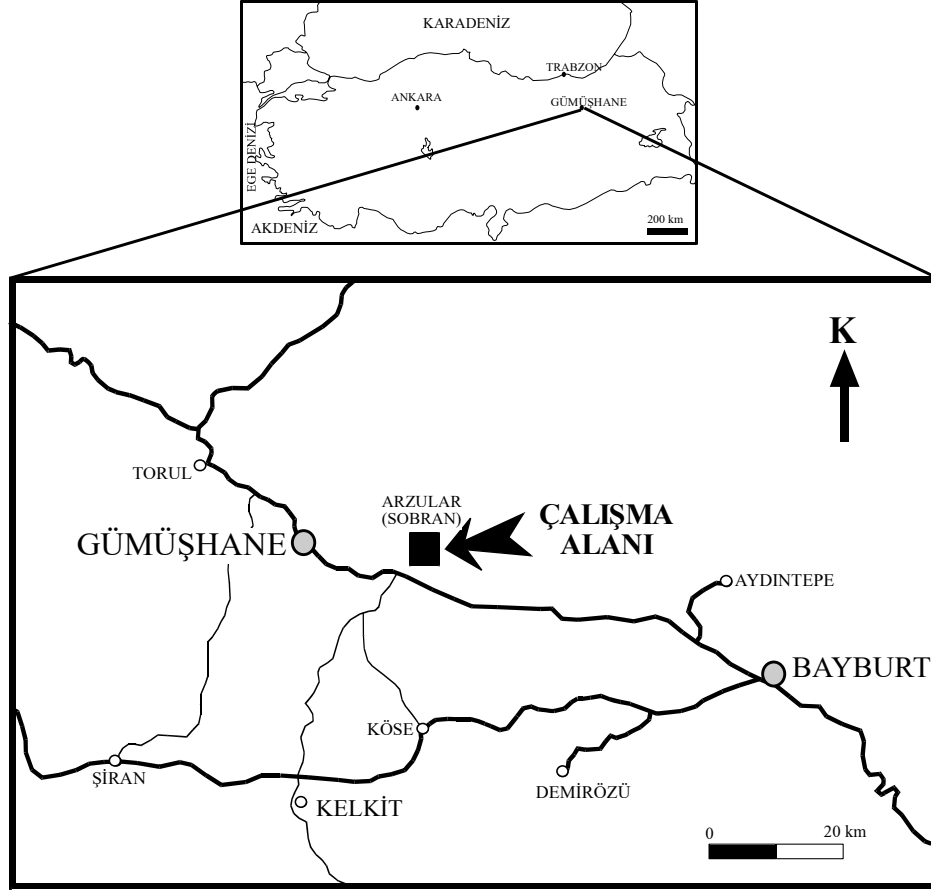 KARADENİZ
TRABZON
ANKARA
GÜMÜŞHANE
EGE DENİZİ
200 km
AKDENİZ
K
TORUL
ARZULAR
(SOBRAN)
ÇALIŞMA
ALANI
GÜMÜŞHANE
AYDINTEPE
BAYBURT
KÖSE
ŞİRAN
DEMİRÖZÜ
KELKİT
0 20 km